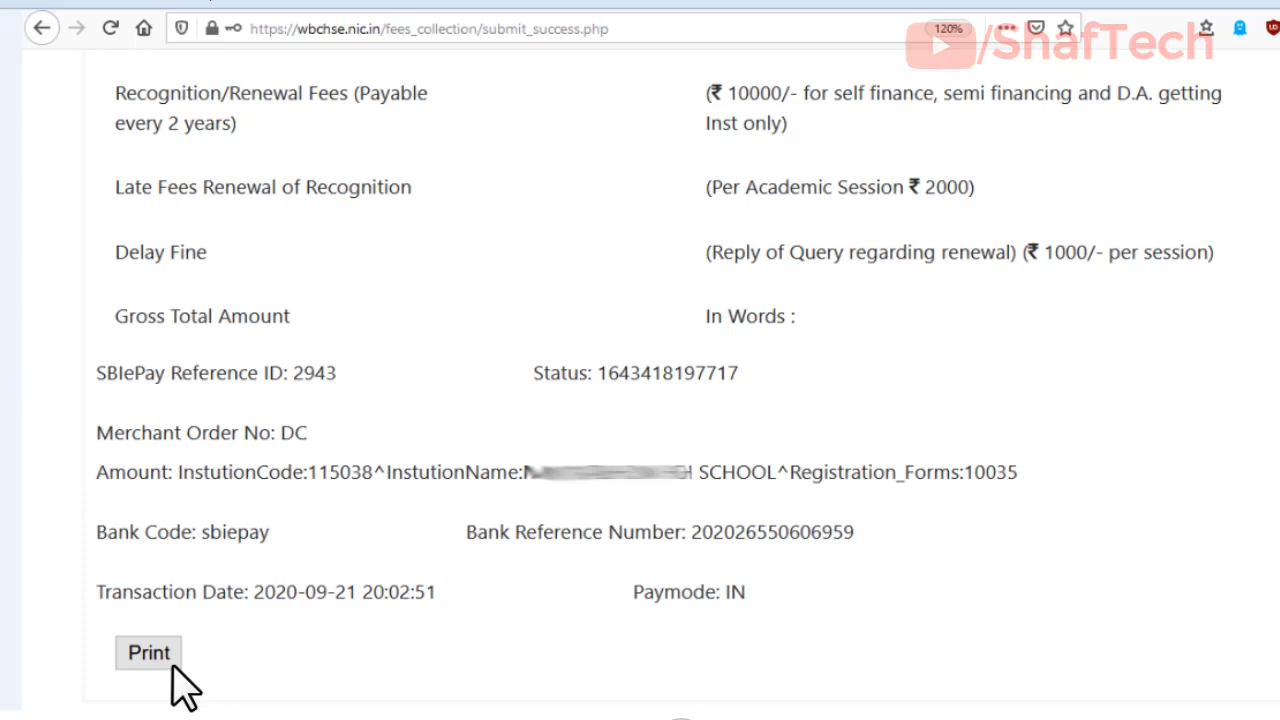 https://wbchse.nic.in/fees_collection/submit_success.php 120%
/ShafTech
Recognition/Renewal Fees (Payable every 2 years) (₹ 10000/- for self finance, semi financing and D.A. getting Inst only)
Late Fees Renewal of Recognition (Per Academic Session ₹ 2000)
Delay Fine (Reply of Query regarding renewal) (₹ 1000/- per session)
Gross Total Amount In Words :
SBIePay Reference ID: 2943 Status: 1643418197717
Merchant Order No: DC
Amount: InstutionCode:115038^InstutionName: SCHOOL^Registration_Forms:10035
Bank Code: sbiepay Bank Reference Number: 202026550606959
Transaction Date: 2020-09-21 20:02:51 Paymode: IN
Print